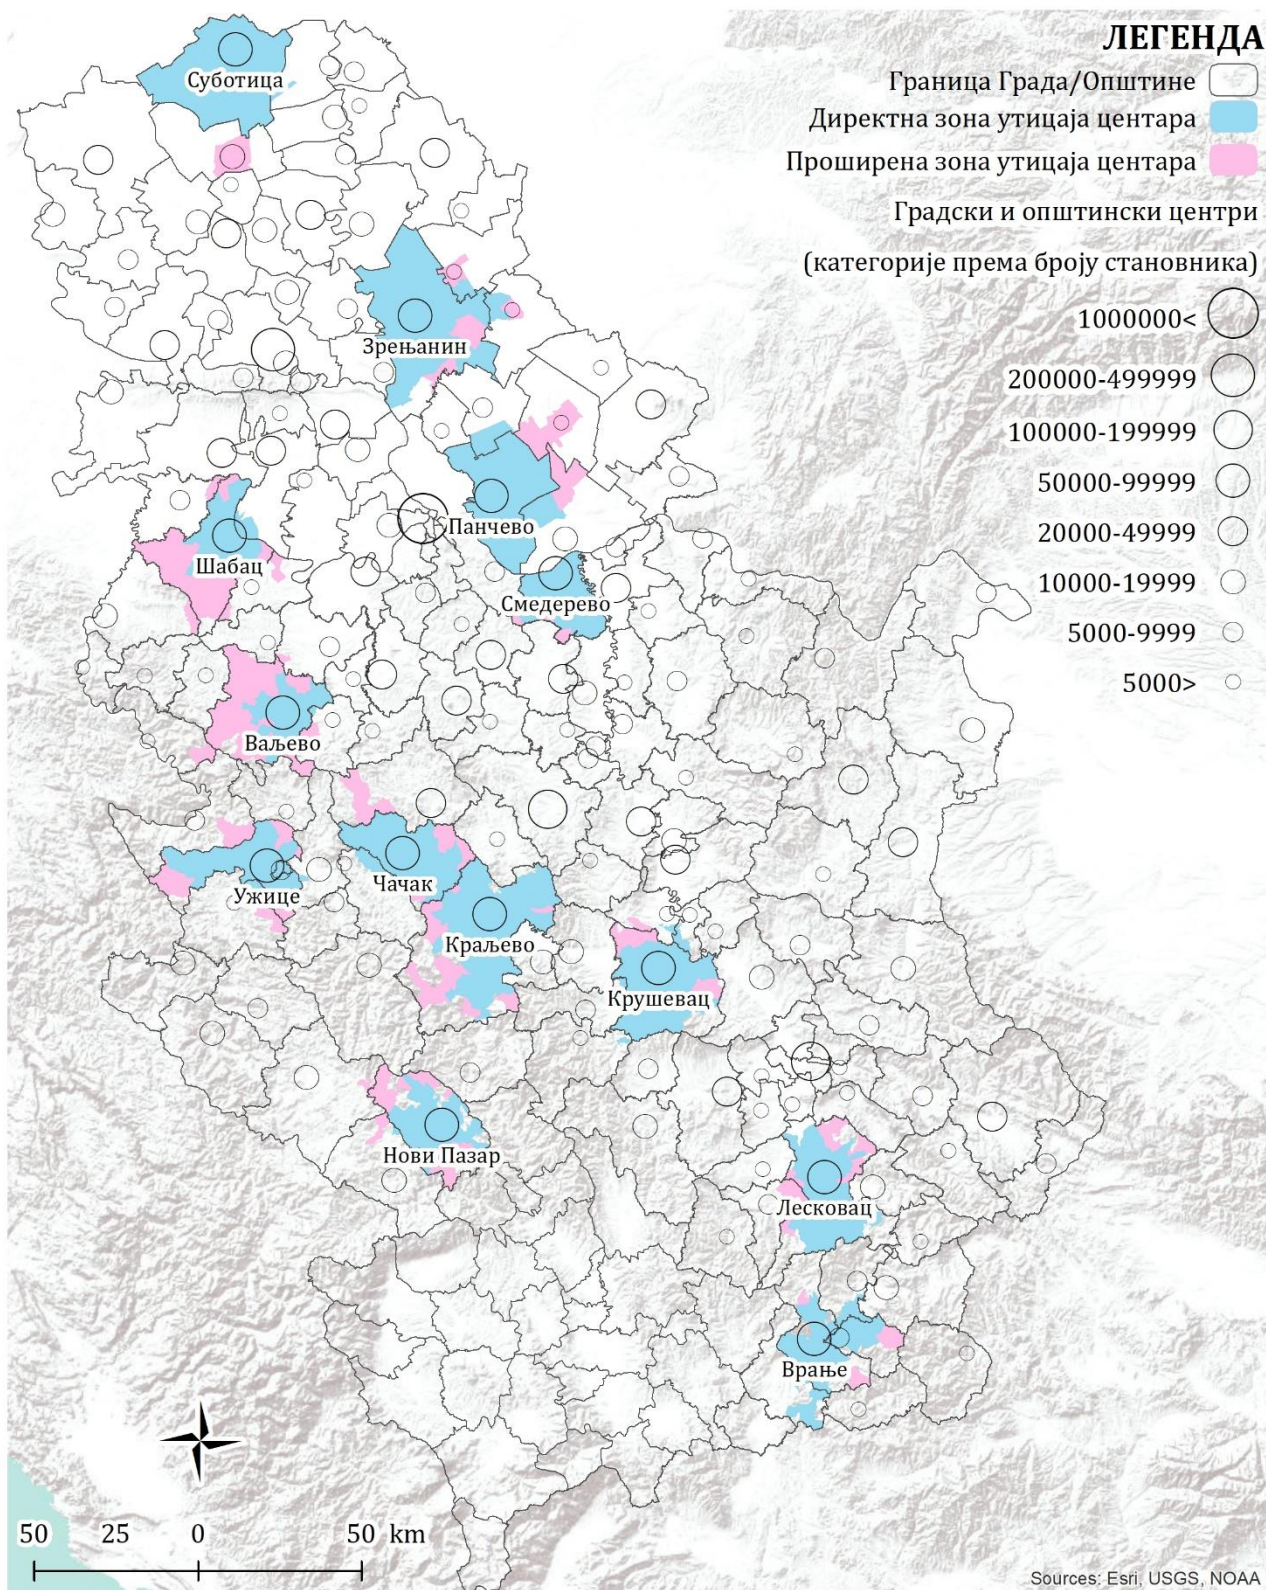 ЛЕГЕНДА
Граница Града/Општине
Директна зона утицаја центара
Проширена зона утицаја центара
Градски и општински центри
(категорије према броју становника)
1000000<
200000-499999
100000-199999
50000-99999
20000-49999
10000-19999
5000-9999
5000>
Суботица
Зрењанин
Панчево
Шабац
Смедерево
Ваљево
Чачак
Ужице
Краљево
Крушевац
Нови Пазар
Лесковац
Врање
50 25 0 50 km
Sources: Esri, USGS, NOAA